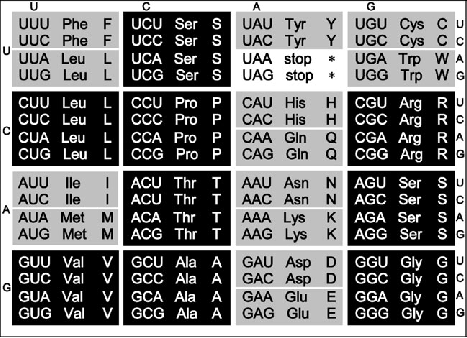 U C A G
UUU Phe F UCU Ser S UAU Tyr Y UGU Cys C U
UUC Phe F UCC Ser S UAC Tyr Y UGC Cys C C
U UUA Leu L UCA Ser S UAA stop * UGA Trp W A
UUG Leu L UCG Ser S UAG stop * UGG Trp W G
CUU Leu L CCU Pro P CAU His H CGU Arg R U
CUC Leu L CCC Pro P CAC His H CGC Arg R C
C CUA Leu L CCA Pro P CAA Gln Q CGA Arg R A
CUG Leu L CCG Pro P CAG Gln Q CGG Arg R G
AUU Ile I ACU Thr T AAU Asn N AGU Ser S U
AUC Ile I ACC Thr T AAC Asn N AGC Ser S C
A AUA Met M ACA Thr T AAA Lys K AGA Ser S A
AUG Met M ACG Thr T AAG Lys K AGG Ser S G
GUU Val V GCU Ala A GAU Asp D GGU Gly G U
GUC Val V GCC Ala A GAC Asp D GGC Gly G C
G GUA Val V GCA Ala A GAA Glu E GGA Gly G A
GUG Val V GCG Ala A GAG Glu E GGG Gly G G